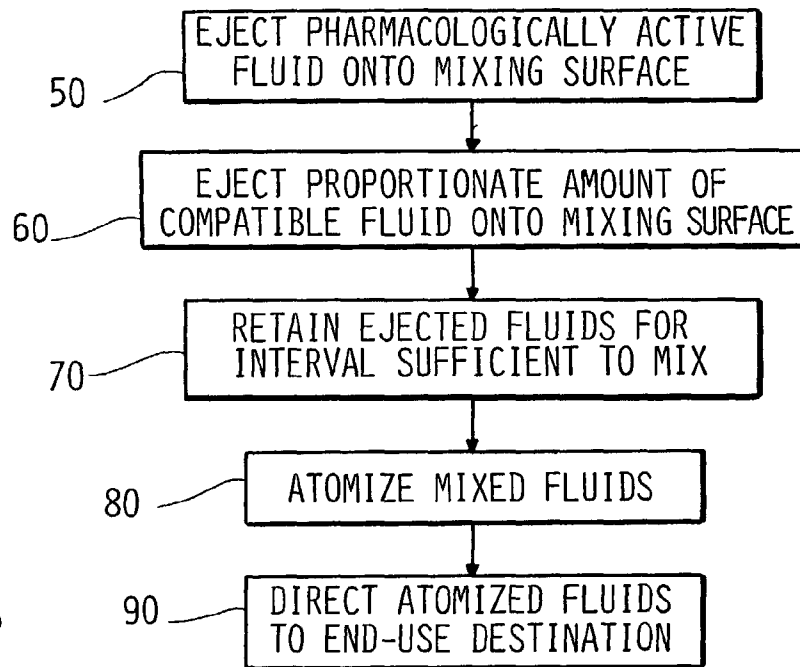 EJECT PHARMACOLOGICALLY ACTIVE
FLUID ONTO MIXING SURFACE
50
EJECT PROPORTIONATE AMOUNT OF
COMPATIBLE FLUID ONTO MIXING SURFACE
60
RETAIN EJECTED FLUIDS FOR
INTERVAL SUFFICIENT TO MIX
70
ATOMIZE MIXED FLUIDS
80
DIRECT ATOMIZED FLUIDS
TO END-USE DESTINATION
90